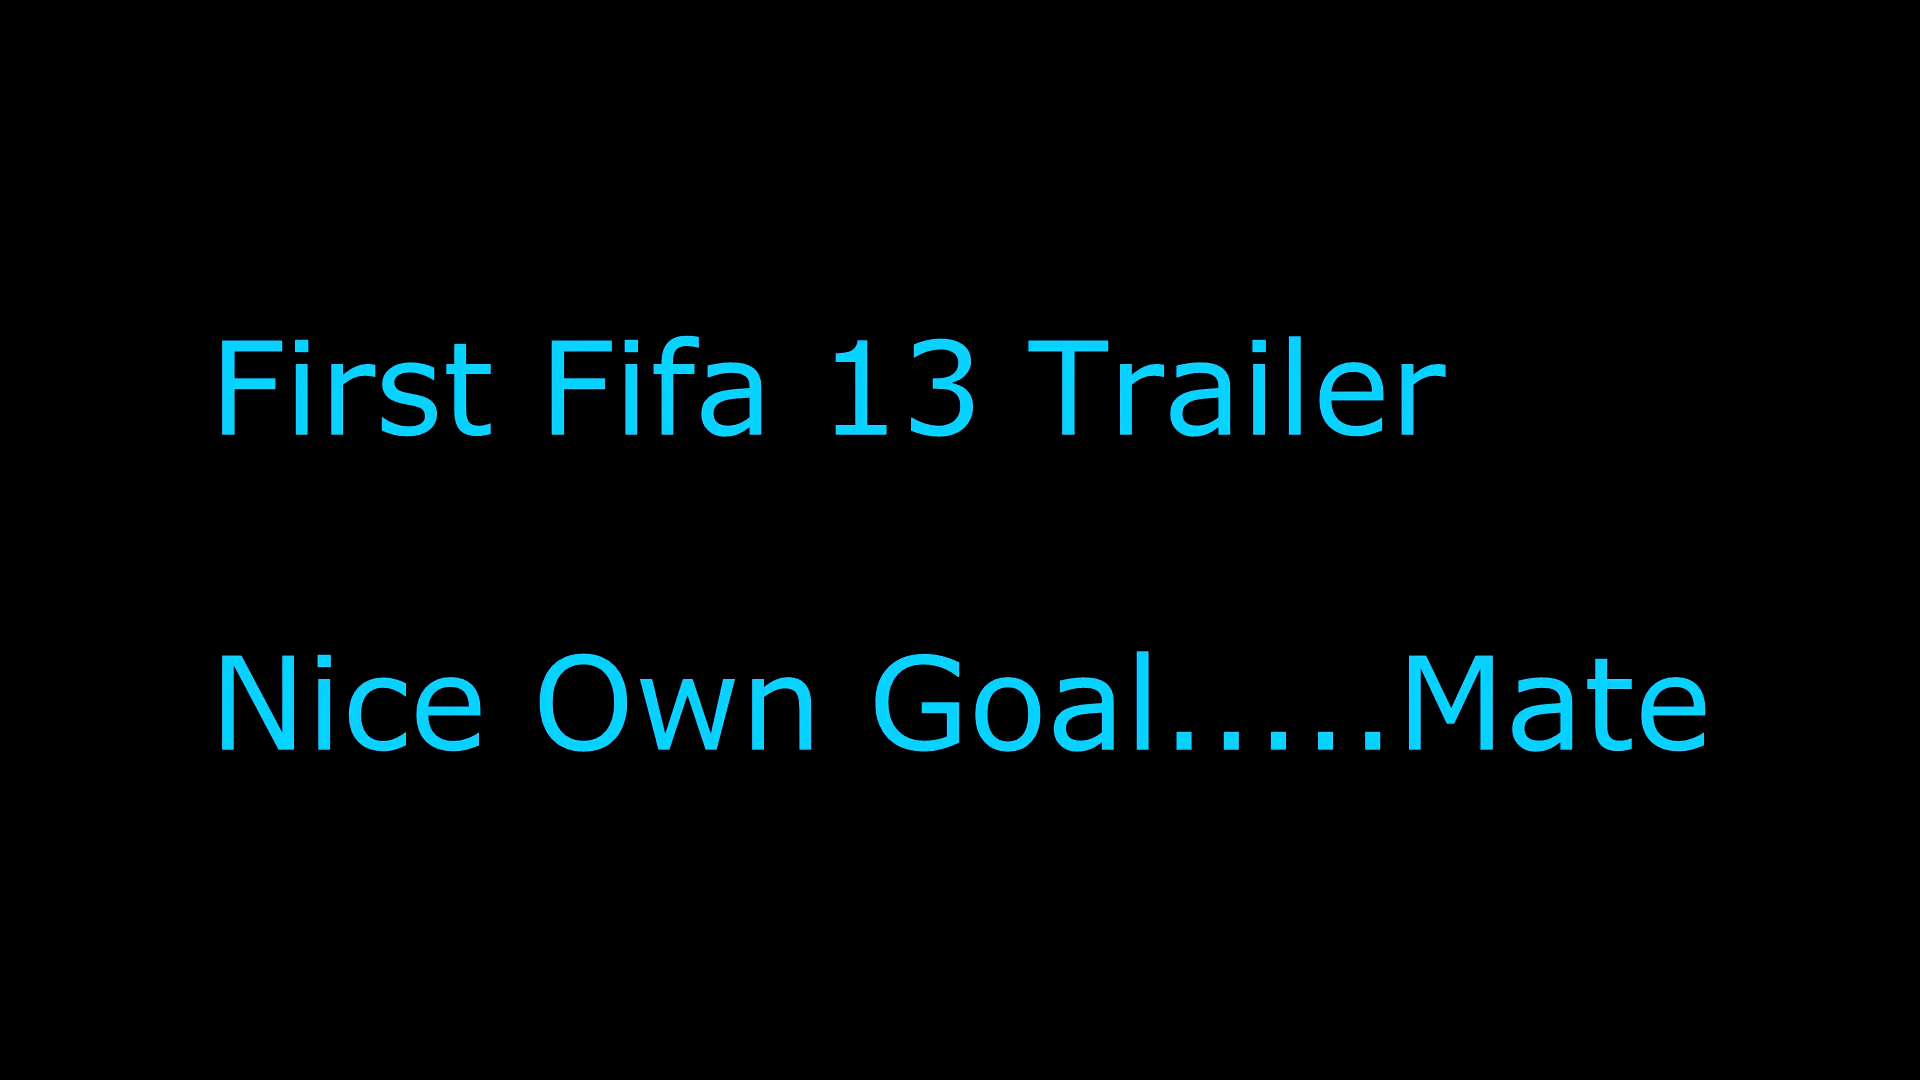 First Fifa 13 Trailer
Nice Own Goal.....Mate